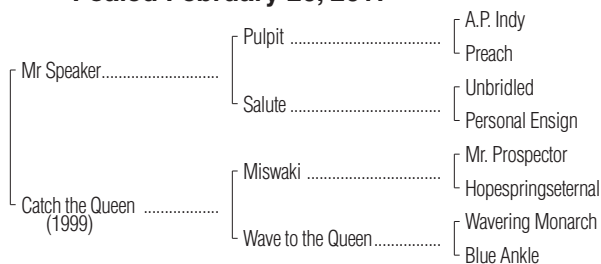 Foaled February
A.P. Indy
Pulpit
Preach
Mr Speaker
Unbridled
Salute
Personal Ensign
Mr. Prospector
Miswaki
Hopespringseternal
Catch the Queen
(1999)
Wavering Monarch
Wave to the Queen
Blue Ankle